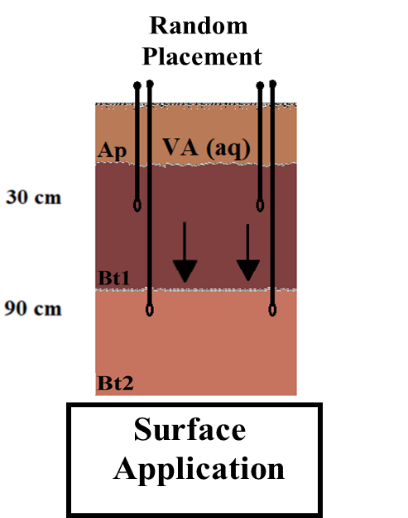 Random
Placement
Ap
VA (aq)
30 cm
Bt1
90 cm
Bt2
Surface
Application